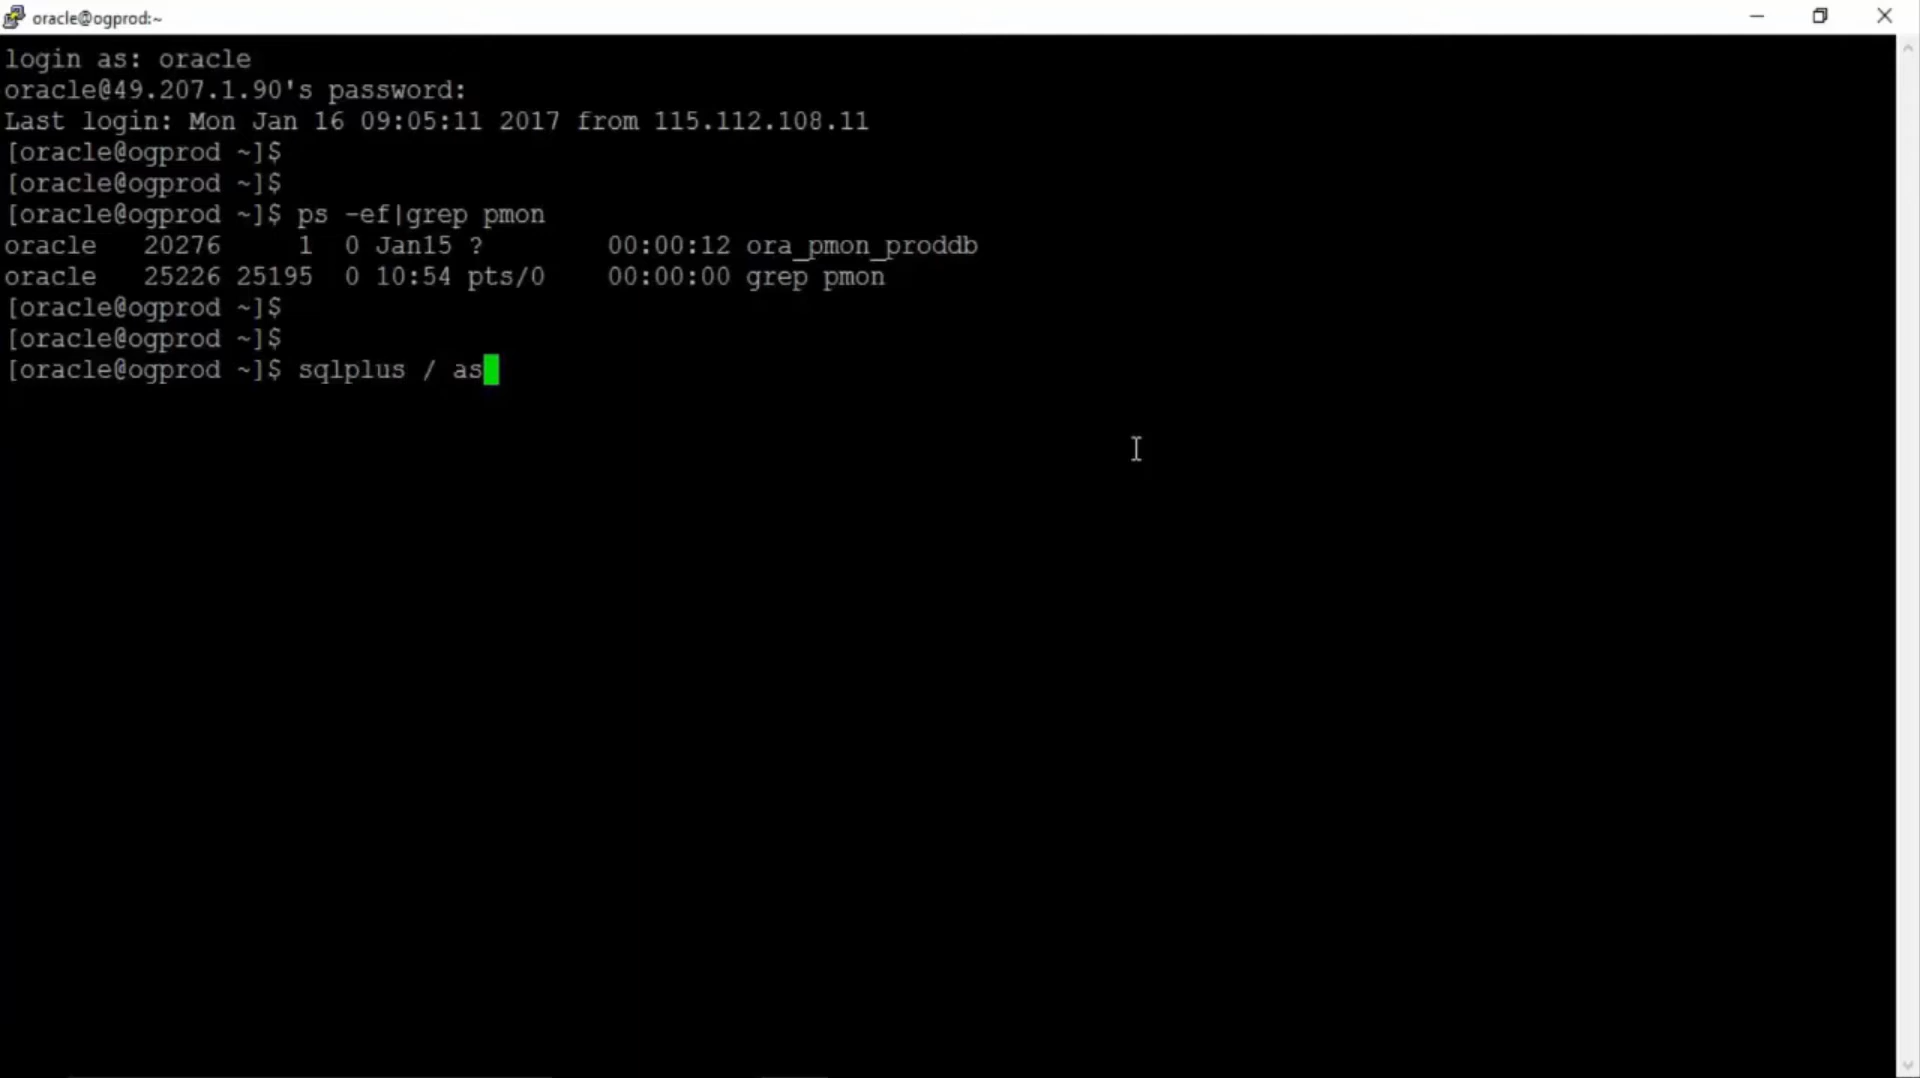 oracle@ogprod:~
login as: oracle
oracle@49.207.1.90's password:
Last login: Mon Jan 16 09:05:11 2017 from 115.112.108.11
[oracle@ogprod ~]$
[oracle@ogprod ~]$
[oracle@ogprod ~]$ ps -ef|grep pmon
oracle   20276     1  0 Jan15 ?        00:00:12 ora_pmon_proddb
oracle   25226 25195  0 10:54 pts/0    00:00:00 grep pmon
[oracle@ogprod ~]$
[oracle@ogprod ~]$
[oracle@ogprod ~]$ sqlplus / as